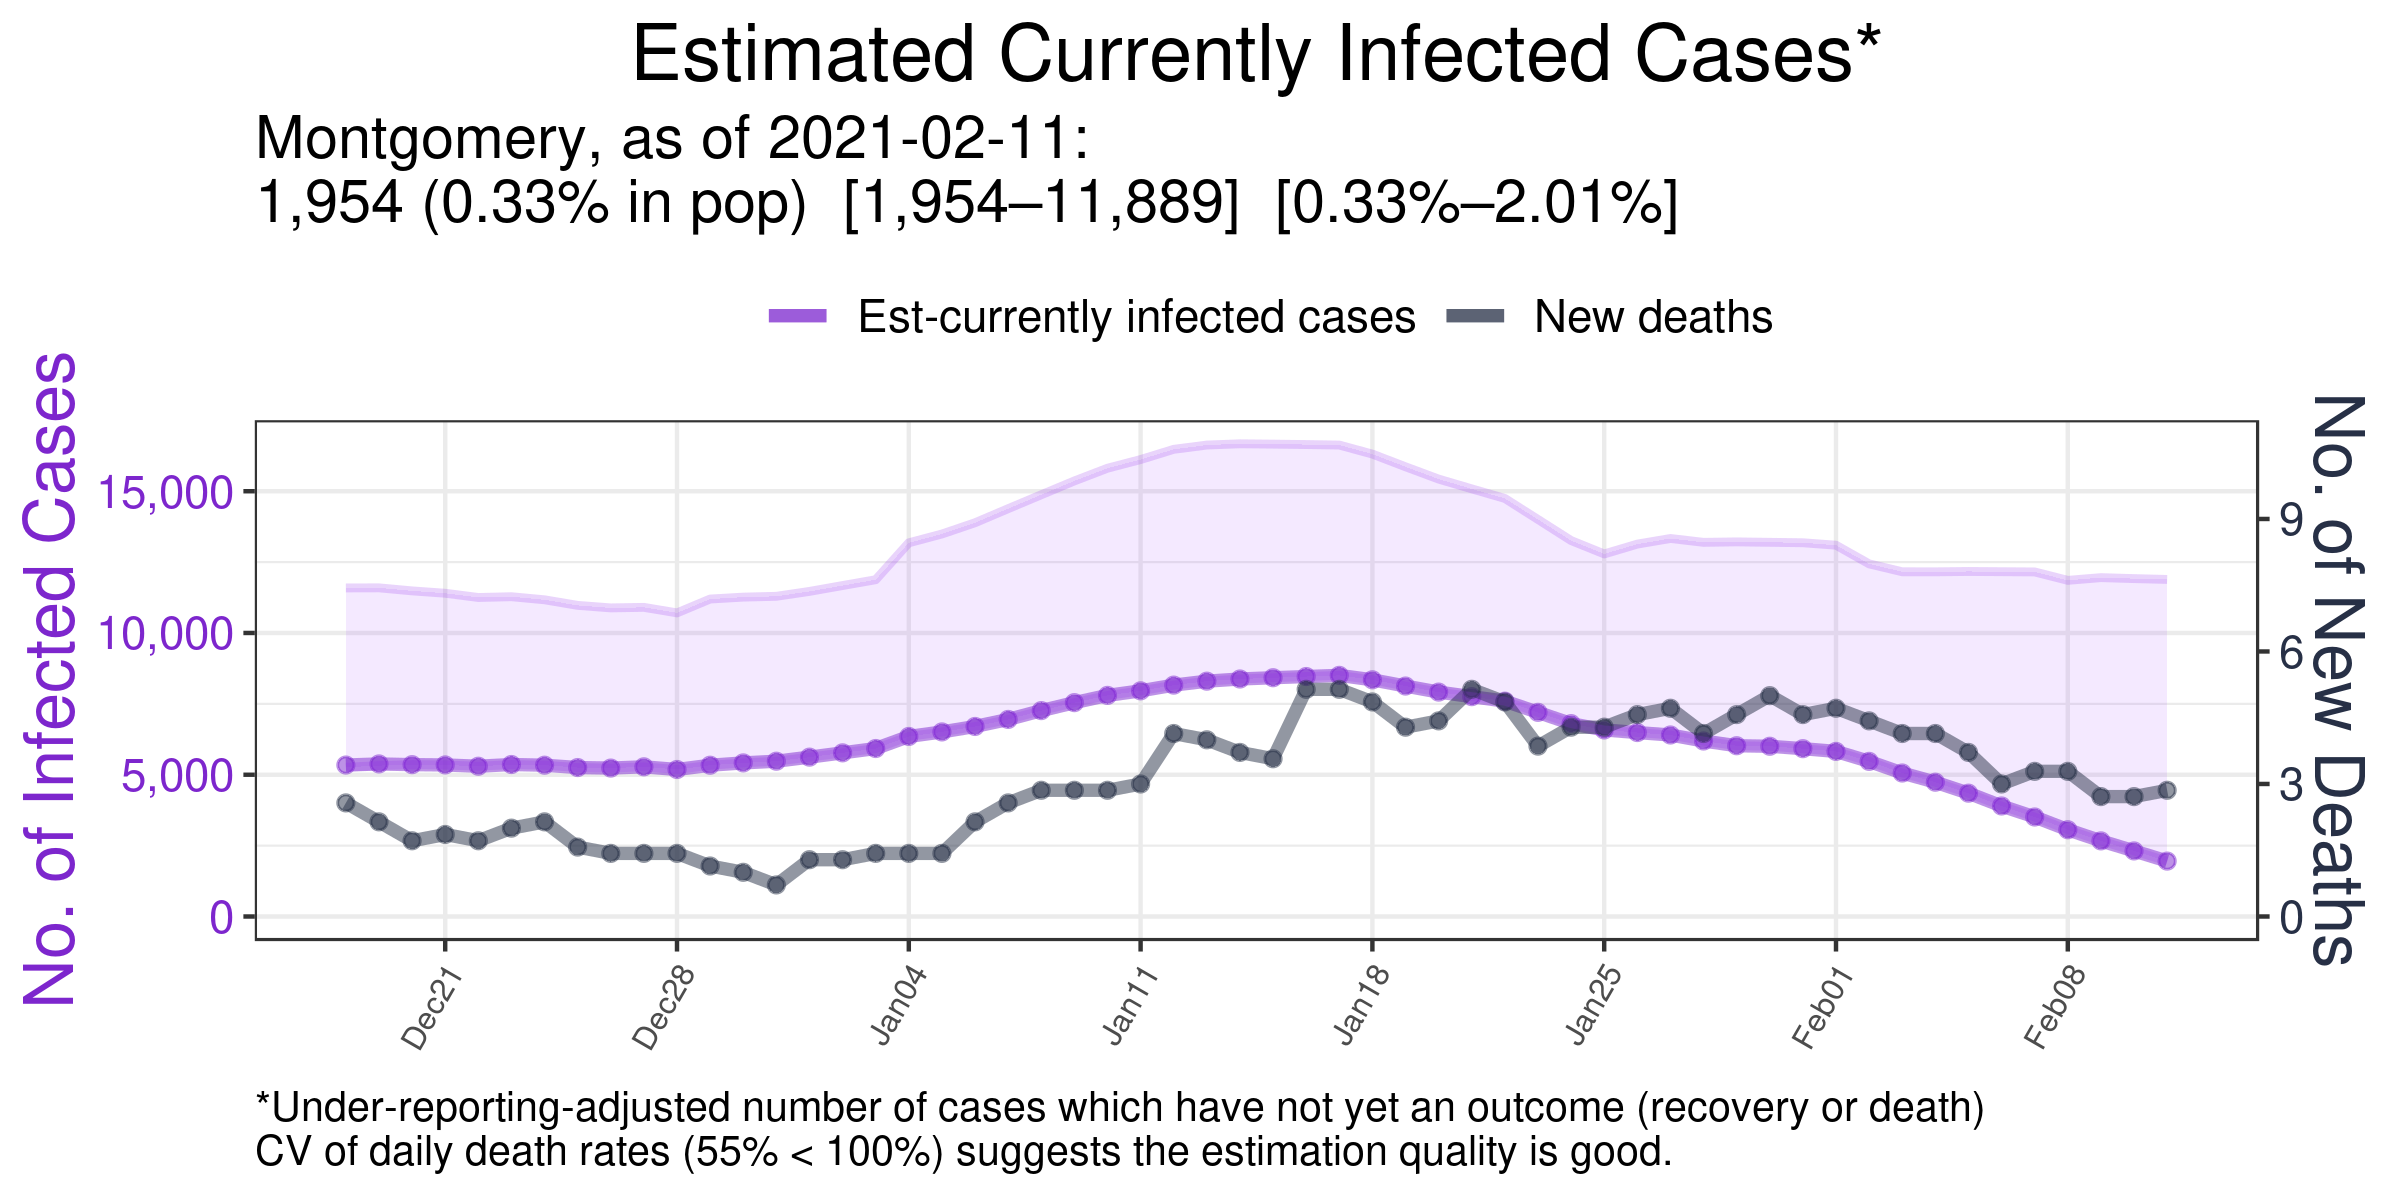 Estimated Currently Infected Cases*
Montgomery, as of 2021-02-11:
1,954 (0.33% in pop)  [1,954–11,889]  [0.33%–2.01%]
Est-currently infected cases
New deaths
No. of Infected Cases
15,000
10,000
5,000
0
No. of New Deaths
9
6
3
0
Dec21
Dec28
Jan04
Jan11
Jan18
Jan25
Feb01
Feb08
*Under-reporting-adjusted number of cases which have not yet an outcome (recovery or death)
CV of daily death rates (55% < 100%) suggests the estimation quality is good.